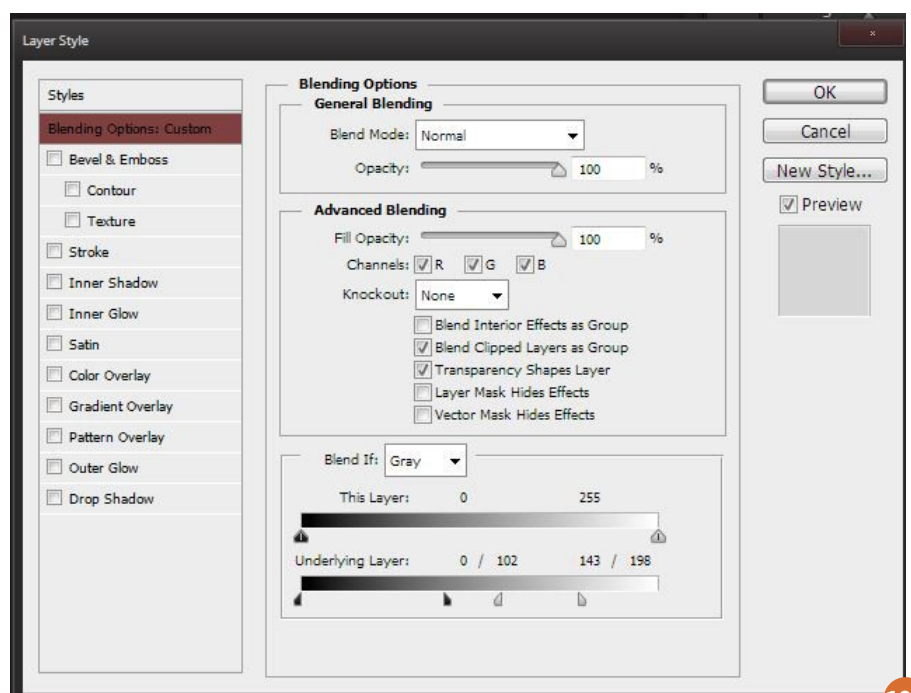 Layer Style
Styles
Blending Options: Custom
Bevel & Emboss
Contour
Texture
Stroke
Inner Shadow
Inner Glow
Satin
Color Overlay
Gradient Overlay
Pattern Overlay
Outer Glow
Drop Shadow
Blending Options
General Blending
Blend Mode: Normal
Opacity: 100 %
Advanced Blending
Fill Opacity: 100 %
Channels: R G B
Knockout: None
Blend Interior Effects as Group
Blend Clipped Layers as Group
Transparency Shapes Layer
Layer Mask Hides Effects
Vector Mask Hides Effects
Blend If: Gray
This Layer: 0 255
Underlying Layer: 0 / 102 143 / 198
OK
Cancel
New Style...
Preview